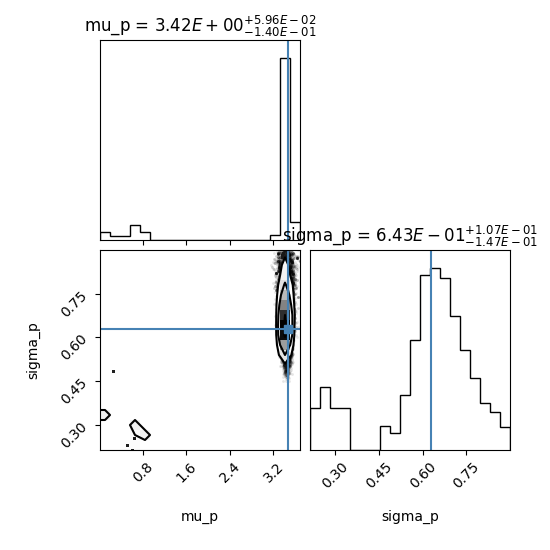 mu_p = 3.42E + 00+5.96E − 02 −1.40E − 01
sigma_p = 6.43E − 01+1.07E − 01 −1.47E − 01
sigma_p
0.75
0.60
0.45
0.30
0.8 1.6 2.4 3.2
0.30 0.45 0.60 0.75
mu_p
sigma_p